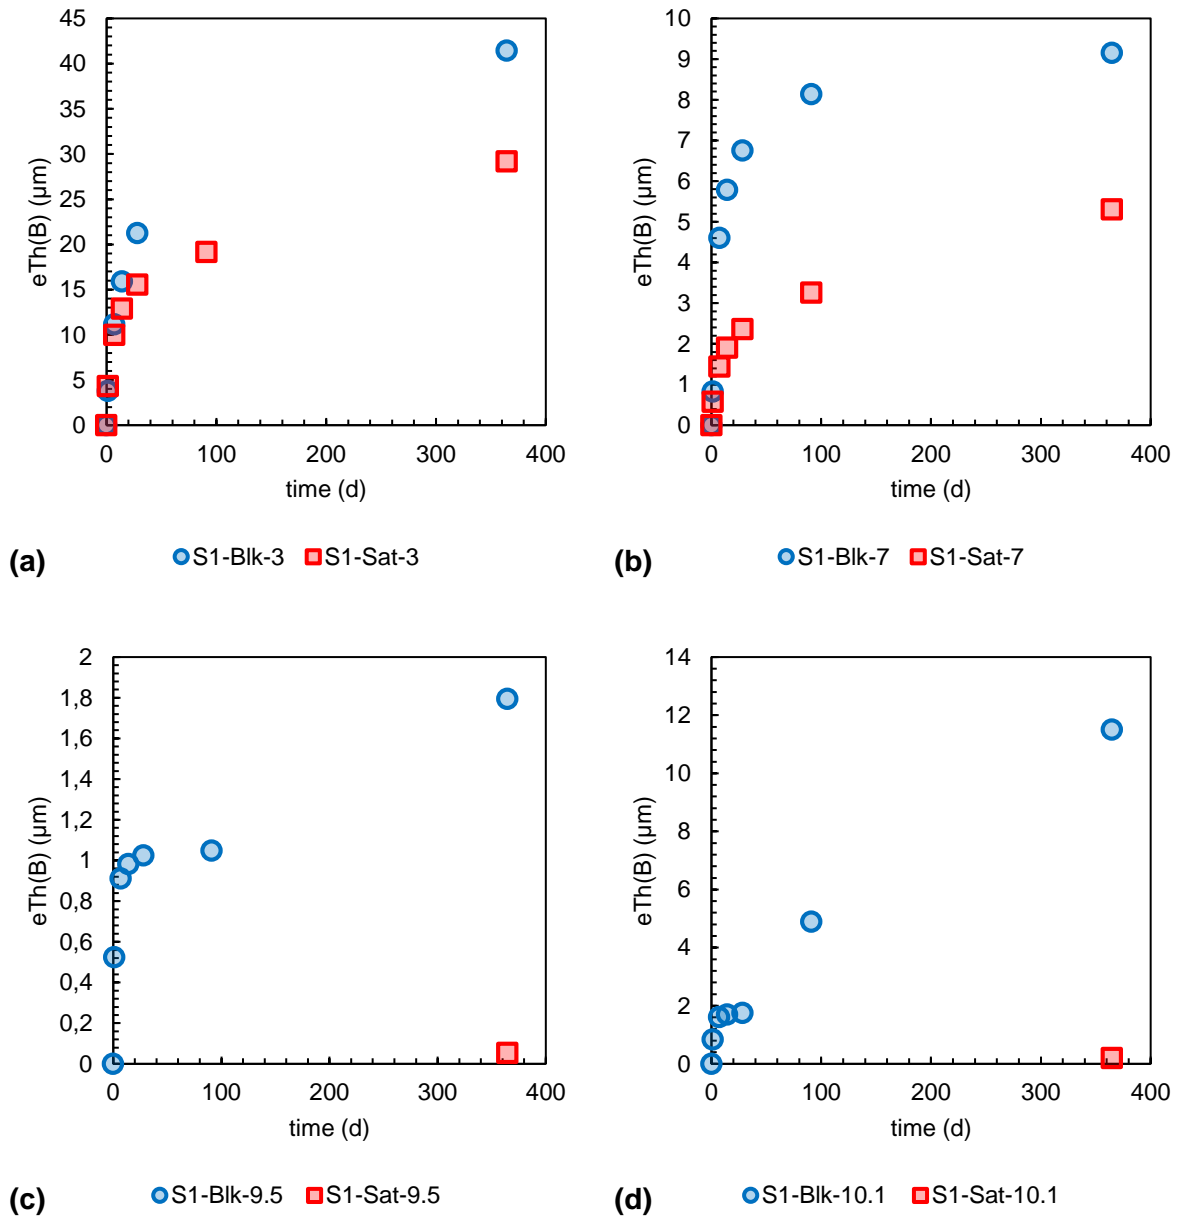 45
40
35
30
25
20
15
10
5
0
eTh(B) (µm)
0 100 200 300 400
time (d)
(a) S1-Blk-3 S1-Sat-3
10
9
8
7
6
5
4
3
2
1
0
eTh(B) (µm)
0 100 200 300 400
time (d)
(b) S1-Blk-7 S1-Sat-7
2
1,8
1,6
1,4
1,2
1
0,8
0,6
0,4
0,2
0
eTh(B) (µm)
0 100 200 300 400
time (d)
(c) S1-Blk-9.5 S1-Sat-9.5
14
12
10
8
6
4
2
0
eTh(B) (µm)
0 100 200 300 400
time (d)
(d) S1-Blk-10.1 S1-Sat-10.1